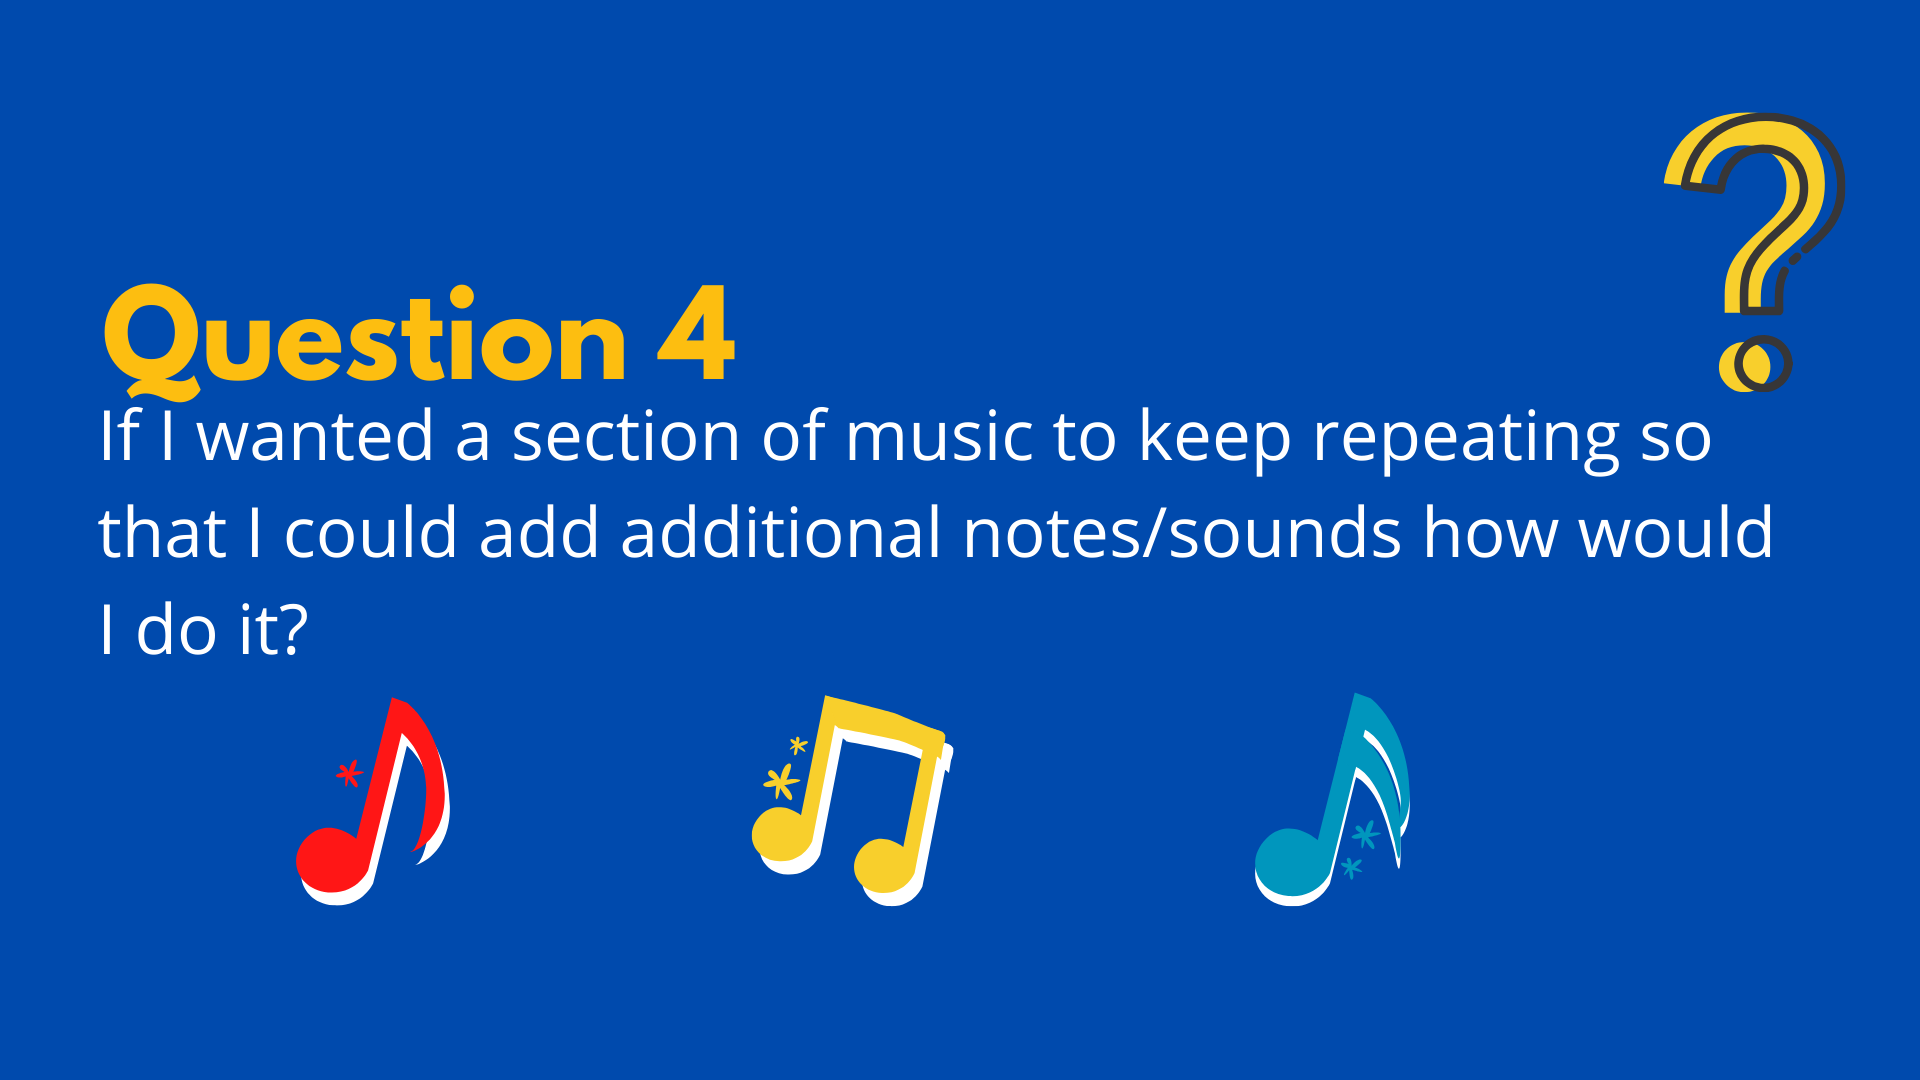 Question 4
If I wanted a section of music to keep repeating so
that I could add additional notes/sounds how would
I do it?